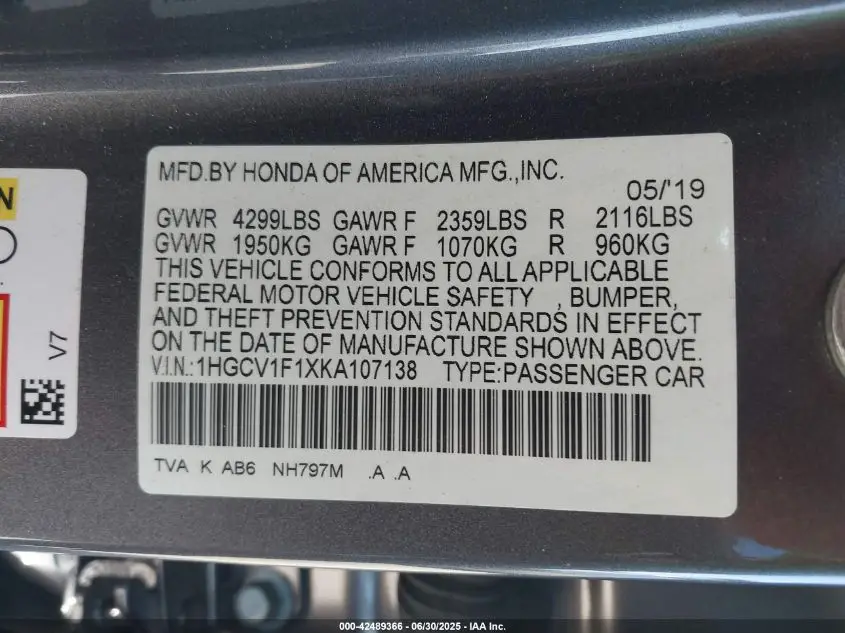 N
V7
MFD.BY HONDA OF AMERICA MFG.,INC.
05/'19
GVWR 4299LBS GAWR F 2359LBS R 2116LBS
GVWR 1950KG GAWR F 1070KG R 960KG
THIS VEHICLE CONFORMS TO ALL APPLICABLE
FEDERAL MOTOR VEHICLE SAFETY , BUMPER,
AND THEFT PREVENTION STANDARDS IN EFFECT
ON THE DATE OF MANUFACTURE SHOWN ABOVE.
V.I.N.:1HGCV1F1XKA107138 TYPE:PASSENGER CAR
TVA K AB6 NH797M .A .A
000-42489366 - 06/30/2025 - IAA Inc.